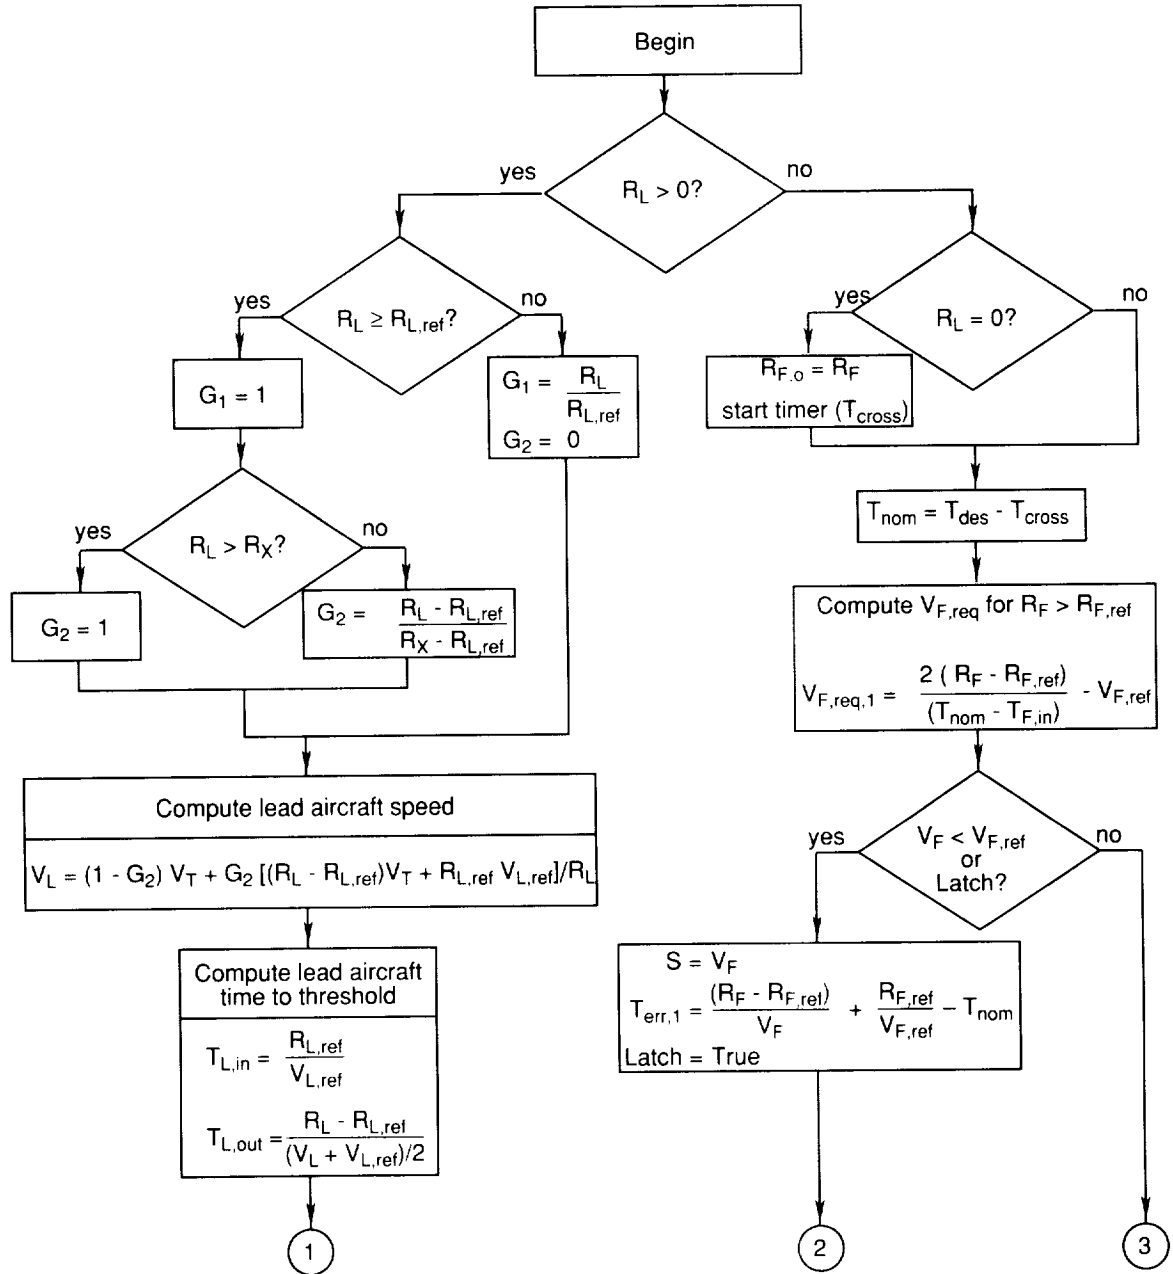 Begin
R_L > 0?
yes
no
R_L ≥ R_L,ref?
yes
no
G_1 = 1
G_1 = R_L / R_L,ref
G_2 = 0
R_L > R_X?
yes
no
G_2 = 1
G_2 = (R_L - R_L,ref) / (R_X - R_L,ref)
Compute lead aircraft speed
V_L = (1 - G_2) V_T + G_2 [(R_L - R_L,ref)V_T + R_L,ref V_L,ref]/R_L
Compute lead aircraft
time to threshold
T_L,in = R_L,ref / V_L,ref
T_L,out = R_L - R_L,ref / (V_L + V_L,ref)/2
1
R_L = 0?
yes
no
R_F.o = R_F
start timer (T_cross)
T_nom = T_des - T_cross
Compute V_F,req for R_F > R_F,ref
V_F,req,1 = 2 ( R_F - R_F,ref) / (T_nom - T_F,in) - V_F,ref
V_F < V_F,ref
or
Latch?
yes
no
S = V_F
T_err,1 = (R_F - R_F,ref) / V_F + R_F,ref / V_F,ref - T_nom
Latch = True
2
3